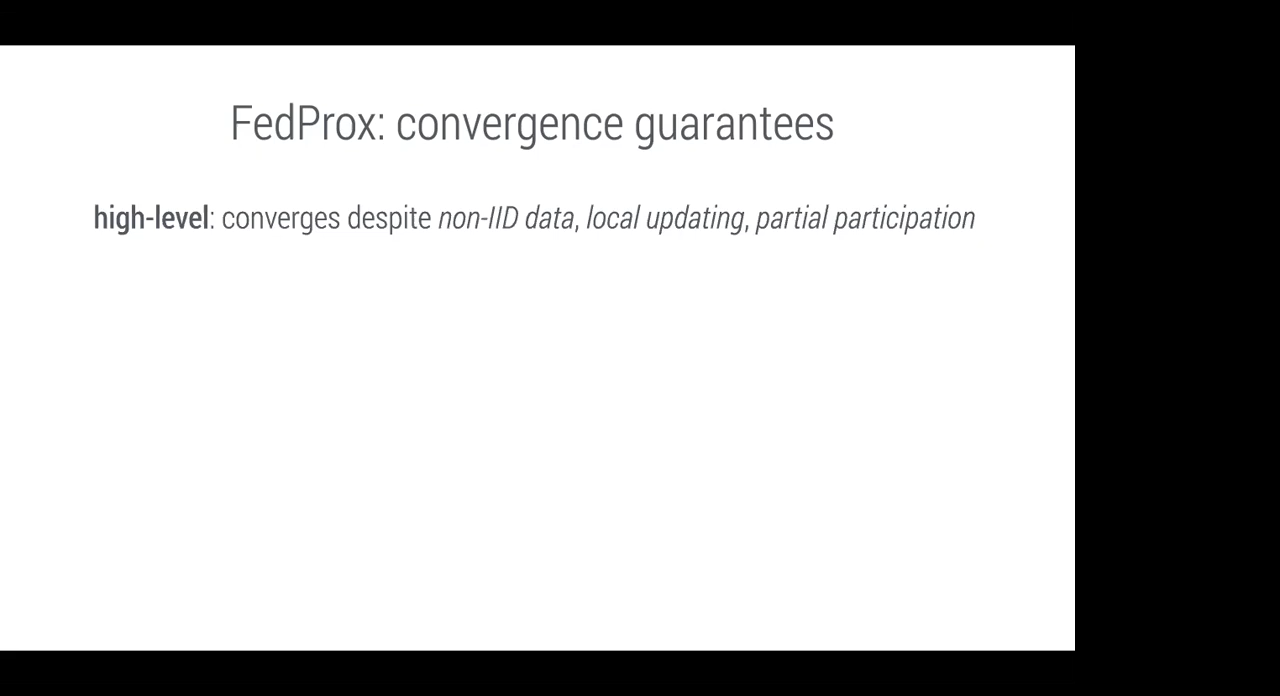 FedProx: convergence guarantees
high-level: converges despite non-IID data, local updating, partial participation